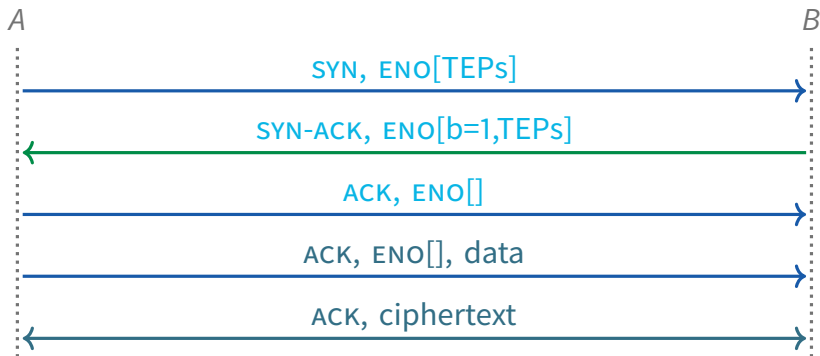 A B
SYN, ENO[TEPs]
SYN-ACK, ENO[b=1,TEPs]
ACK, ENO[]
ACK, ENO[], data
ACK, ciphertext